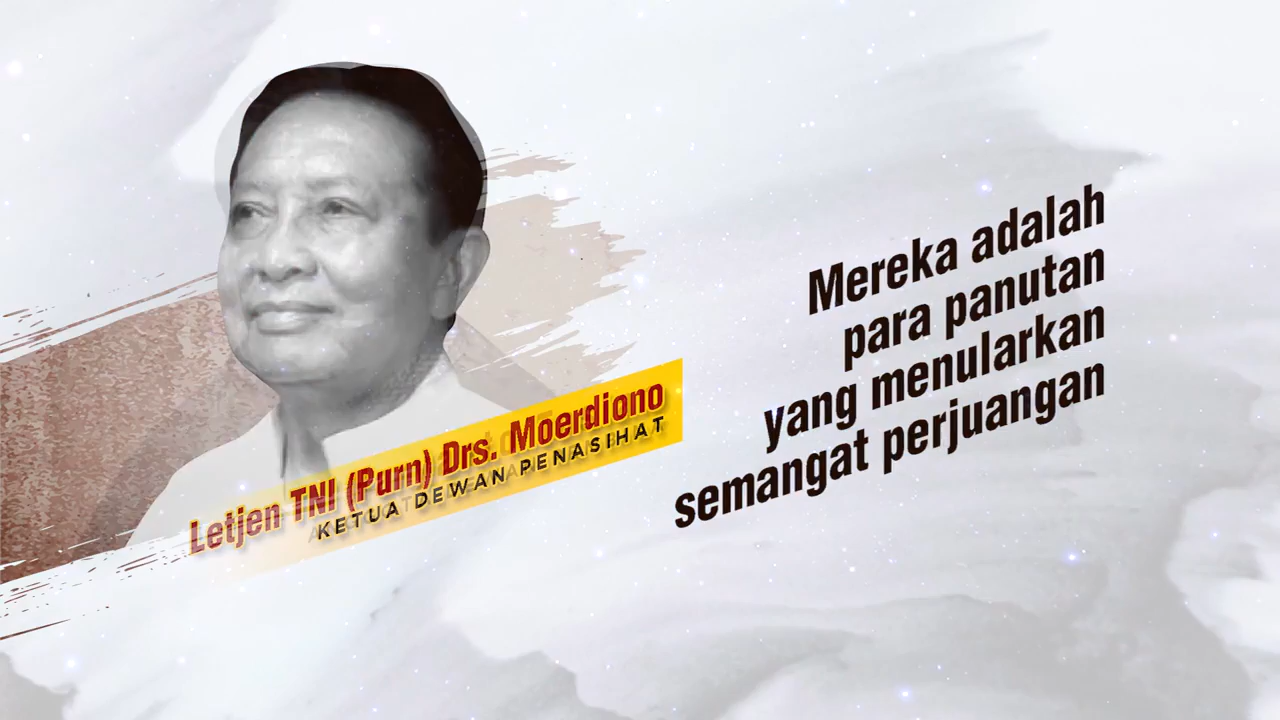 Letjen TNI (Purn) Drs. Moerdiono
KETUA DEWAN PENASIHAT
Mereka adalah
para panutan
yang menularkan
semangat perjuangan